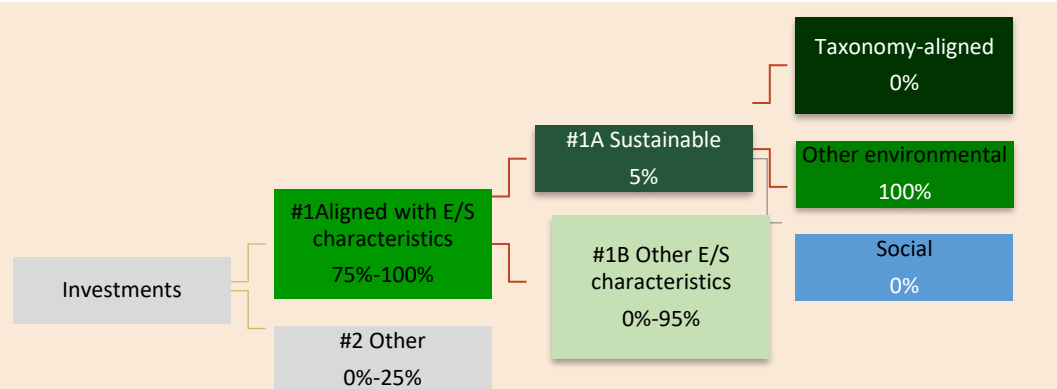 Investments
#1Aligned with E/S
characteristics
75%-100%
#2 Other
0%-25%
#1A Sustainable
5%
#1B Other E/S
characteristics
0%-95%
Taxonomy-aligned
0%
Other environmental
100%
Social
0%